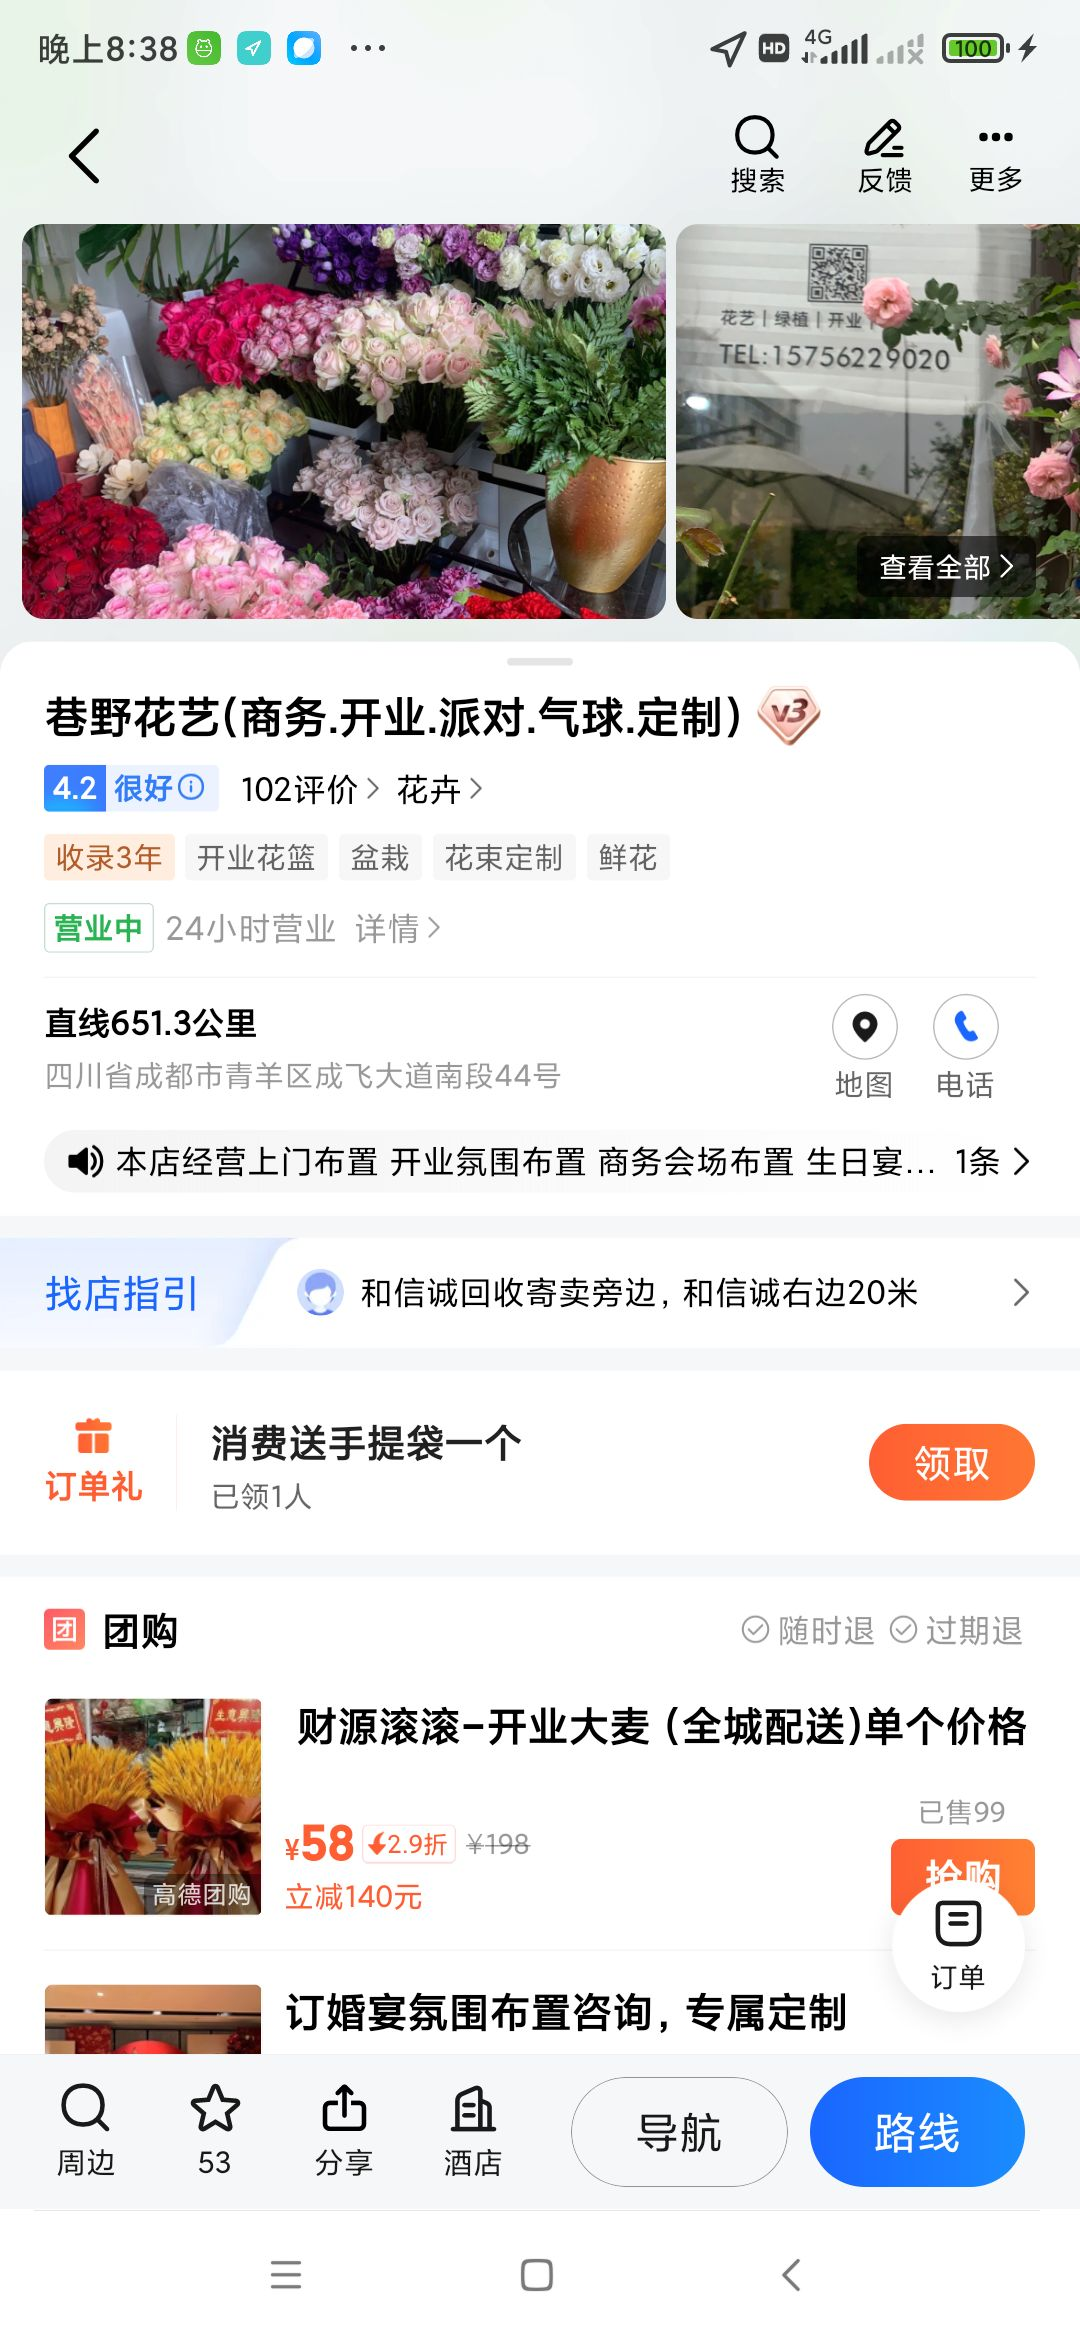 晚上8:38
HD 4G 100
搜索 反馈 更多
花艺 | 绿植 | 开业 |
TEL:15756229020
查看全部
巷野花艺(商务.开业.派对.气球.定制) v3
4.2 很好 102评价 花卉
收录3年 开业花篮 盆栽 花束定制 鲜花
营业中 24小时营业 详情
直线651.3公里
四川省成都市青羊区成飞大道南段44号
地图 电话
本店经营上门布置 开业氛围布置 商务会场布置 生日宴... 1条
找店指引 和信诚回收寄卖旁边,和信诚右边20米
订单礼 消费送手提袋一个
已领1人
领取
团 团购 随时退 过期退
财源滚滚-开业大麦 (全城配送)单个价格
已售99
¥58 2.9折 ¥198
立减140元
抢购
高德团购
订单
订婚宴氛围布置咨询,专属定制
周边 53 分享 酒店 导航 路线